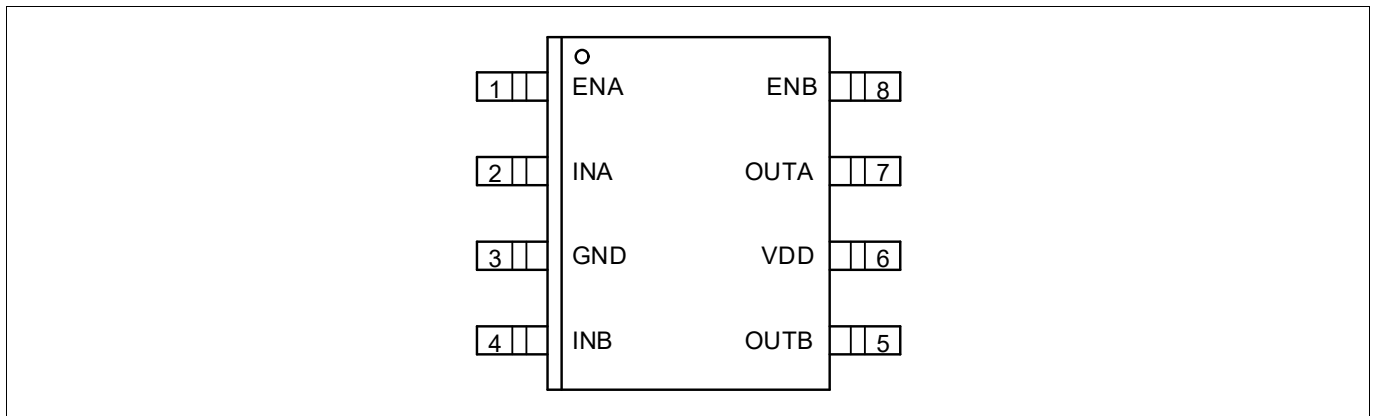 1 ENA ENB 8
2 INA OUTA 7
3 GND VDD 6
4 INB OUTB 5